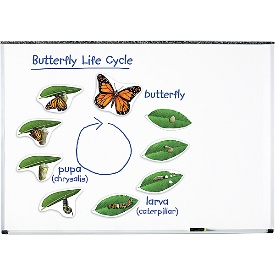 Butterfly Life Cycle
butterfly
pupa
(chrysalis)
larva
(caterpillar)